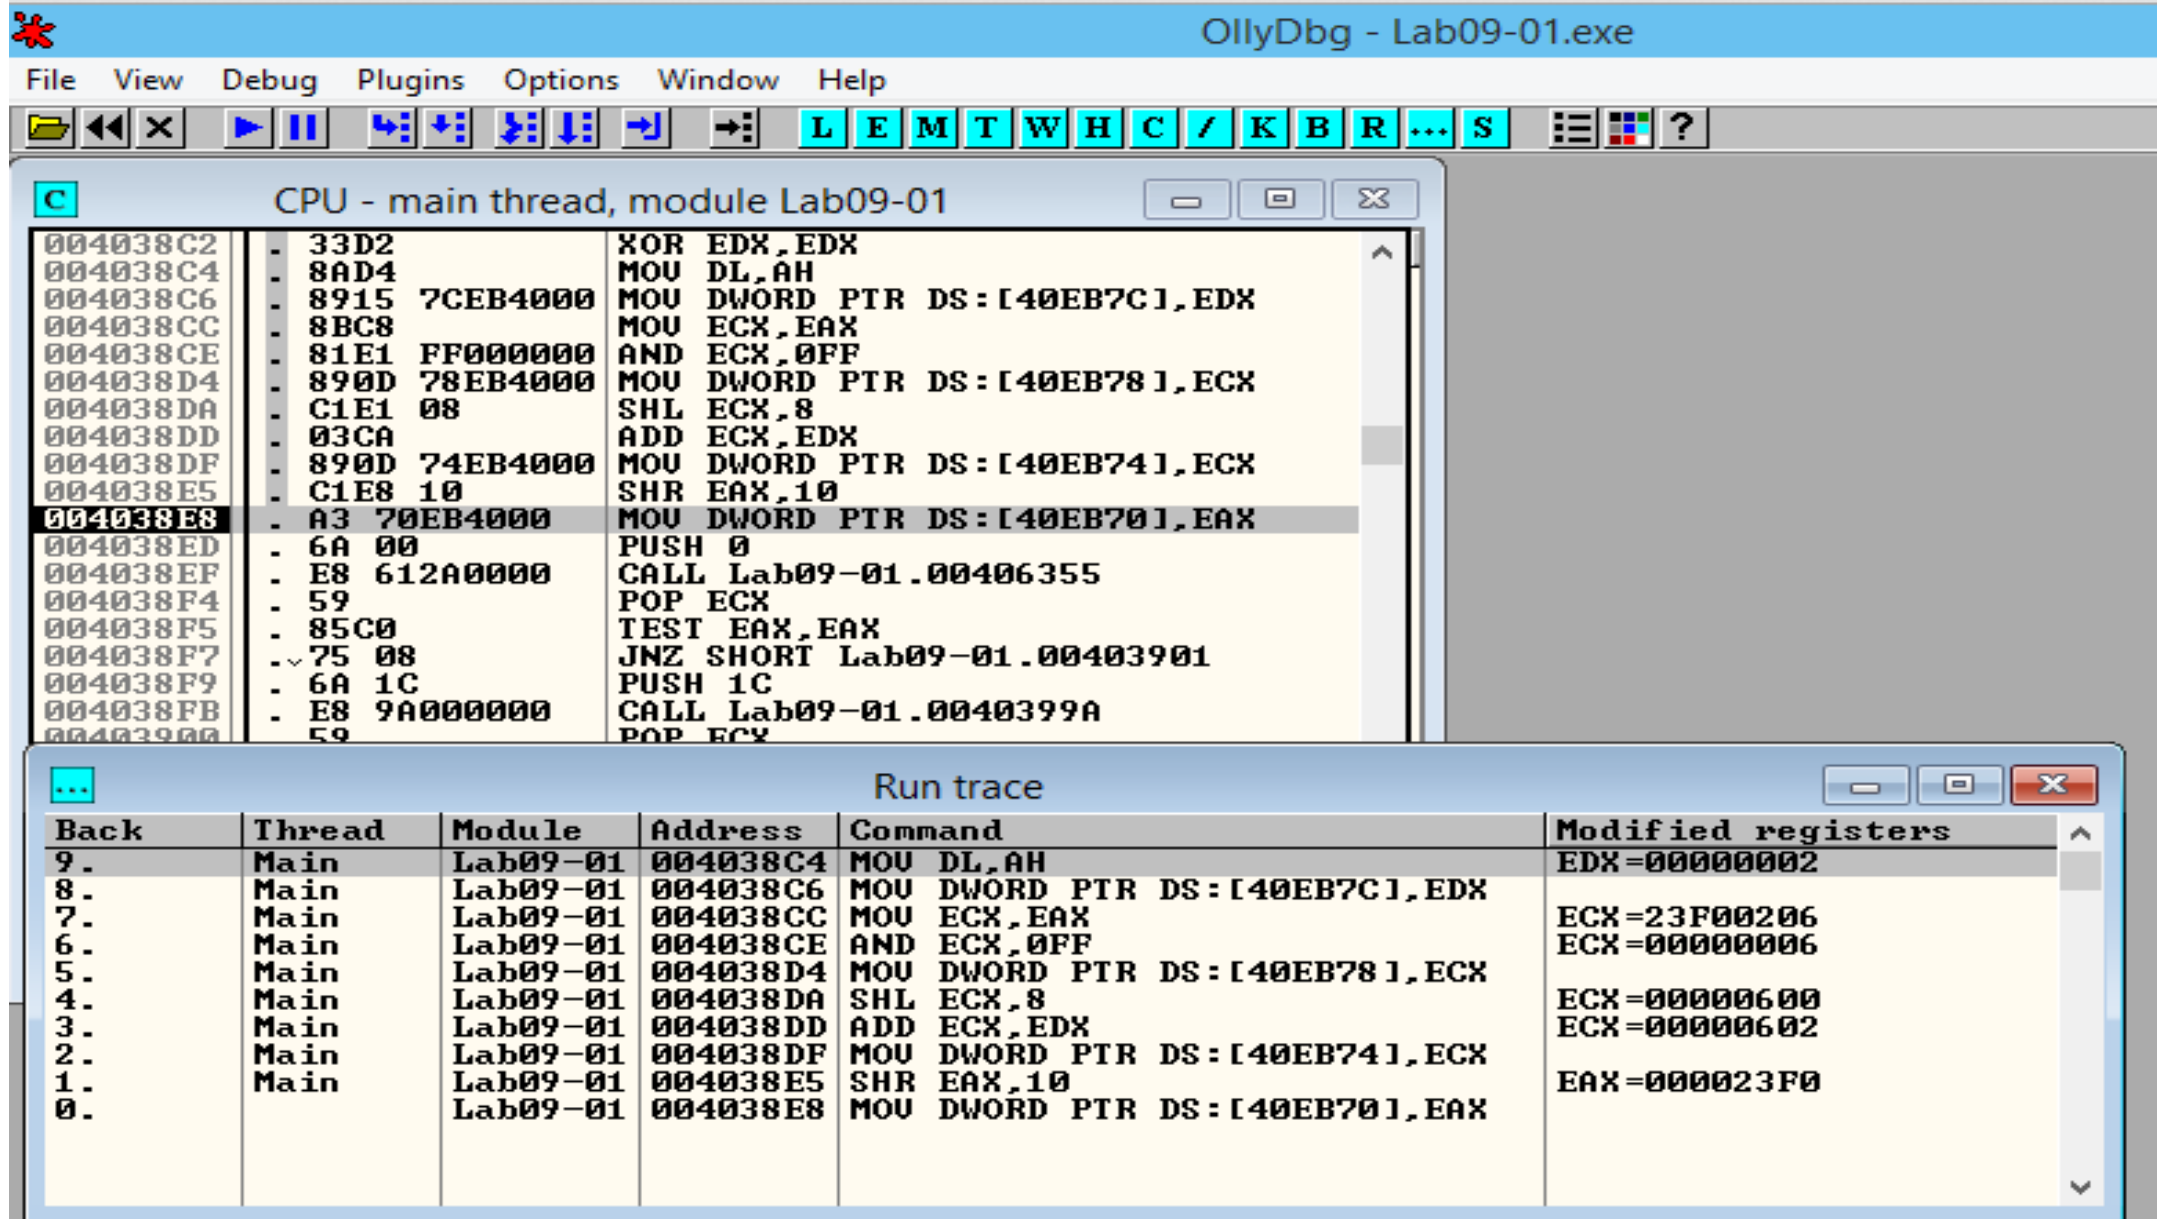 OllyDbg - Lab09-01.exe
File View Debug Plugins Options Window Help
L E M T W H C / K B R ... S ?
C CPU - main thread, module Lab09-01
004038C2 . 33D2 XOR EDX,EDX
004038C4 . 8AD4 MOV DL,AH
004038C6 . 8915 7CEB4000 MOV DWORD PTR DS:[40EB7C],EDX
004038CC . 8BC8 MOV ECX,EAX
004038CE . 81E1 FF000000 AND ECX,0FF
004038D4 . 890D 78EB4000 MOV DWORD PTR DS:[40EB78],ECX
004038DA . C1E1 08 SHL ECX,8
004038DD . 03CA ADD ECX,EDX
004038DF . 890D 74EB4000 MOV DWORD PTR DS:[40EB74],ECX
004038E5 . C1E8 10 SHR EAX,10
004038E8 . A3 70EB4000 MOV DWORD PTR DS:[40EB70],EAX
004038ED . 6A 00 PUSH 0
004038EF . E8 612A0000 CALL Lab09-01.00406355
004038F4 . 59 POP ECX
004038F5 . 85C0 TEST EAX,EAX
004038F7 .v 75 08 JNZ SHORT Lab09-01.00403901
004038F9 . 6A 1C PUSH 1C
004038FB . E8 9A000000 CALL Lab09-01.0040399A
00403900 59 POP ECX
... Run trace
Back Thread Module Address Command Modified registers
9. Main Lab09-01 004038C4 MOV DL,AH EDX=00000002
8. Main Lab09-01 004038C6 MOV DWORD PTR DS:[40EB7C],EDX
7. Main Lab09-01 004038CC MOV ECX,EAX ECX=23F00206
6. Main Lab09-01 004038CE AND ECX,0FF ECX=00000006
5. Main Lab09-01 004038D4 MOV DWORD PTR DS:[40EB78],ECX
4. Main Lab09-01 004038DA SHL ECX,8 ECX=00000600
3. Main Lab09-01 004038DD ADD ECX,EDX ECX=00000602
2. Main Lab09-01 004038DF MOV DWORD PTR DS:[40EB74],ECX
1. Main Lab09-01 004038E5 SHR EAX,10 EAX=000023F0
0. Lab09-01 004038E8 MOV DWORD PTR DS:[40EB70],EAX